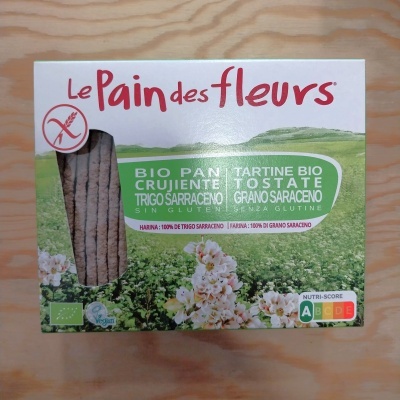 Le Pain des fleurs®
BIO PAN
CRUJIENTE
TRIGO SARRACENO
SIN GLUTEN
TARTINE BIO
TOSTATE
GRANO SARACENO
SENZA GLUTINE
HARINA : 100% DE TRIGO SARRACENO
FARINA : 100% DI GRANO SARACENO
Vegan
NUTRI-SCORE
A B C D E